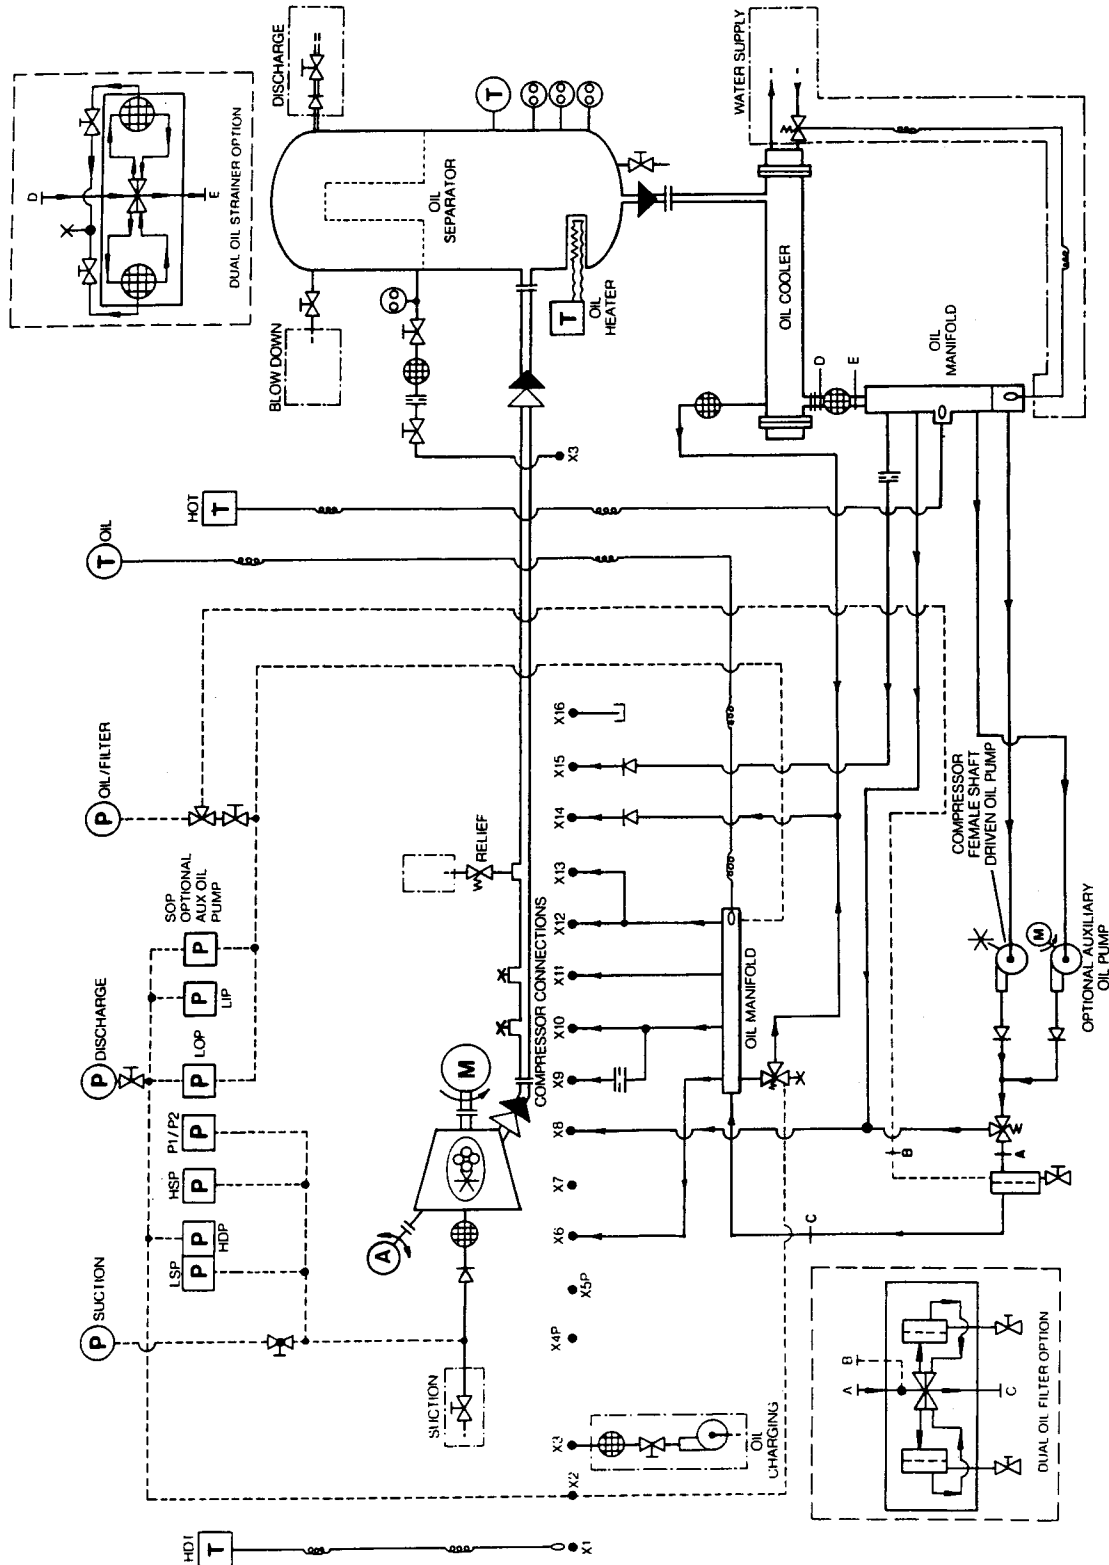 DUAL OIL STRAINER OPTION
D
E
HDT
T
P SUCTION
LSP
P
HDP
P
HSP
P
P1/P2
P
P DISCHARGE
LOP
P
LIP
P
SOP
OPTIONAL
AUX OIL
PUMP
P
P OIL/FILTER
T OIL
HOT
T
BLOW DOWN
DISCHARGE
OIL
SEPARATOR
T
T
OIL
HEATER
SUCTION
A
M
RELIEF
COMPRESSOR CONNECTIONS
X1
X2
X3
X4P
X5P
X6
X7
X8
X9
X10
X11
X12
X13
X14
X15
X16
X3
OIL
CHARGING
OIL MANIFOLD
OIL COOLER
WATER SUPPLY
D
E
OIL
MANIFOLD
C
B
A
COMPRESSOR
FEMALE SHAFT
DRIVEN OIL PUMP
M
OPTIONAL AUXILIARY
OIL PUMP
A
B
C
DUAL OIL FILTER OPTION